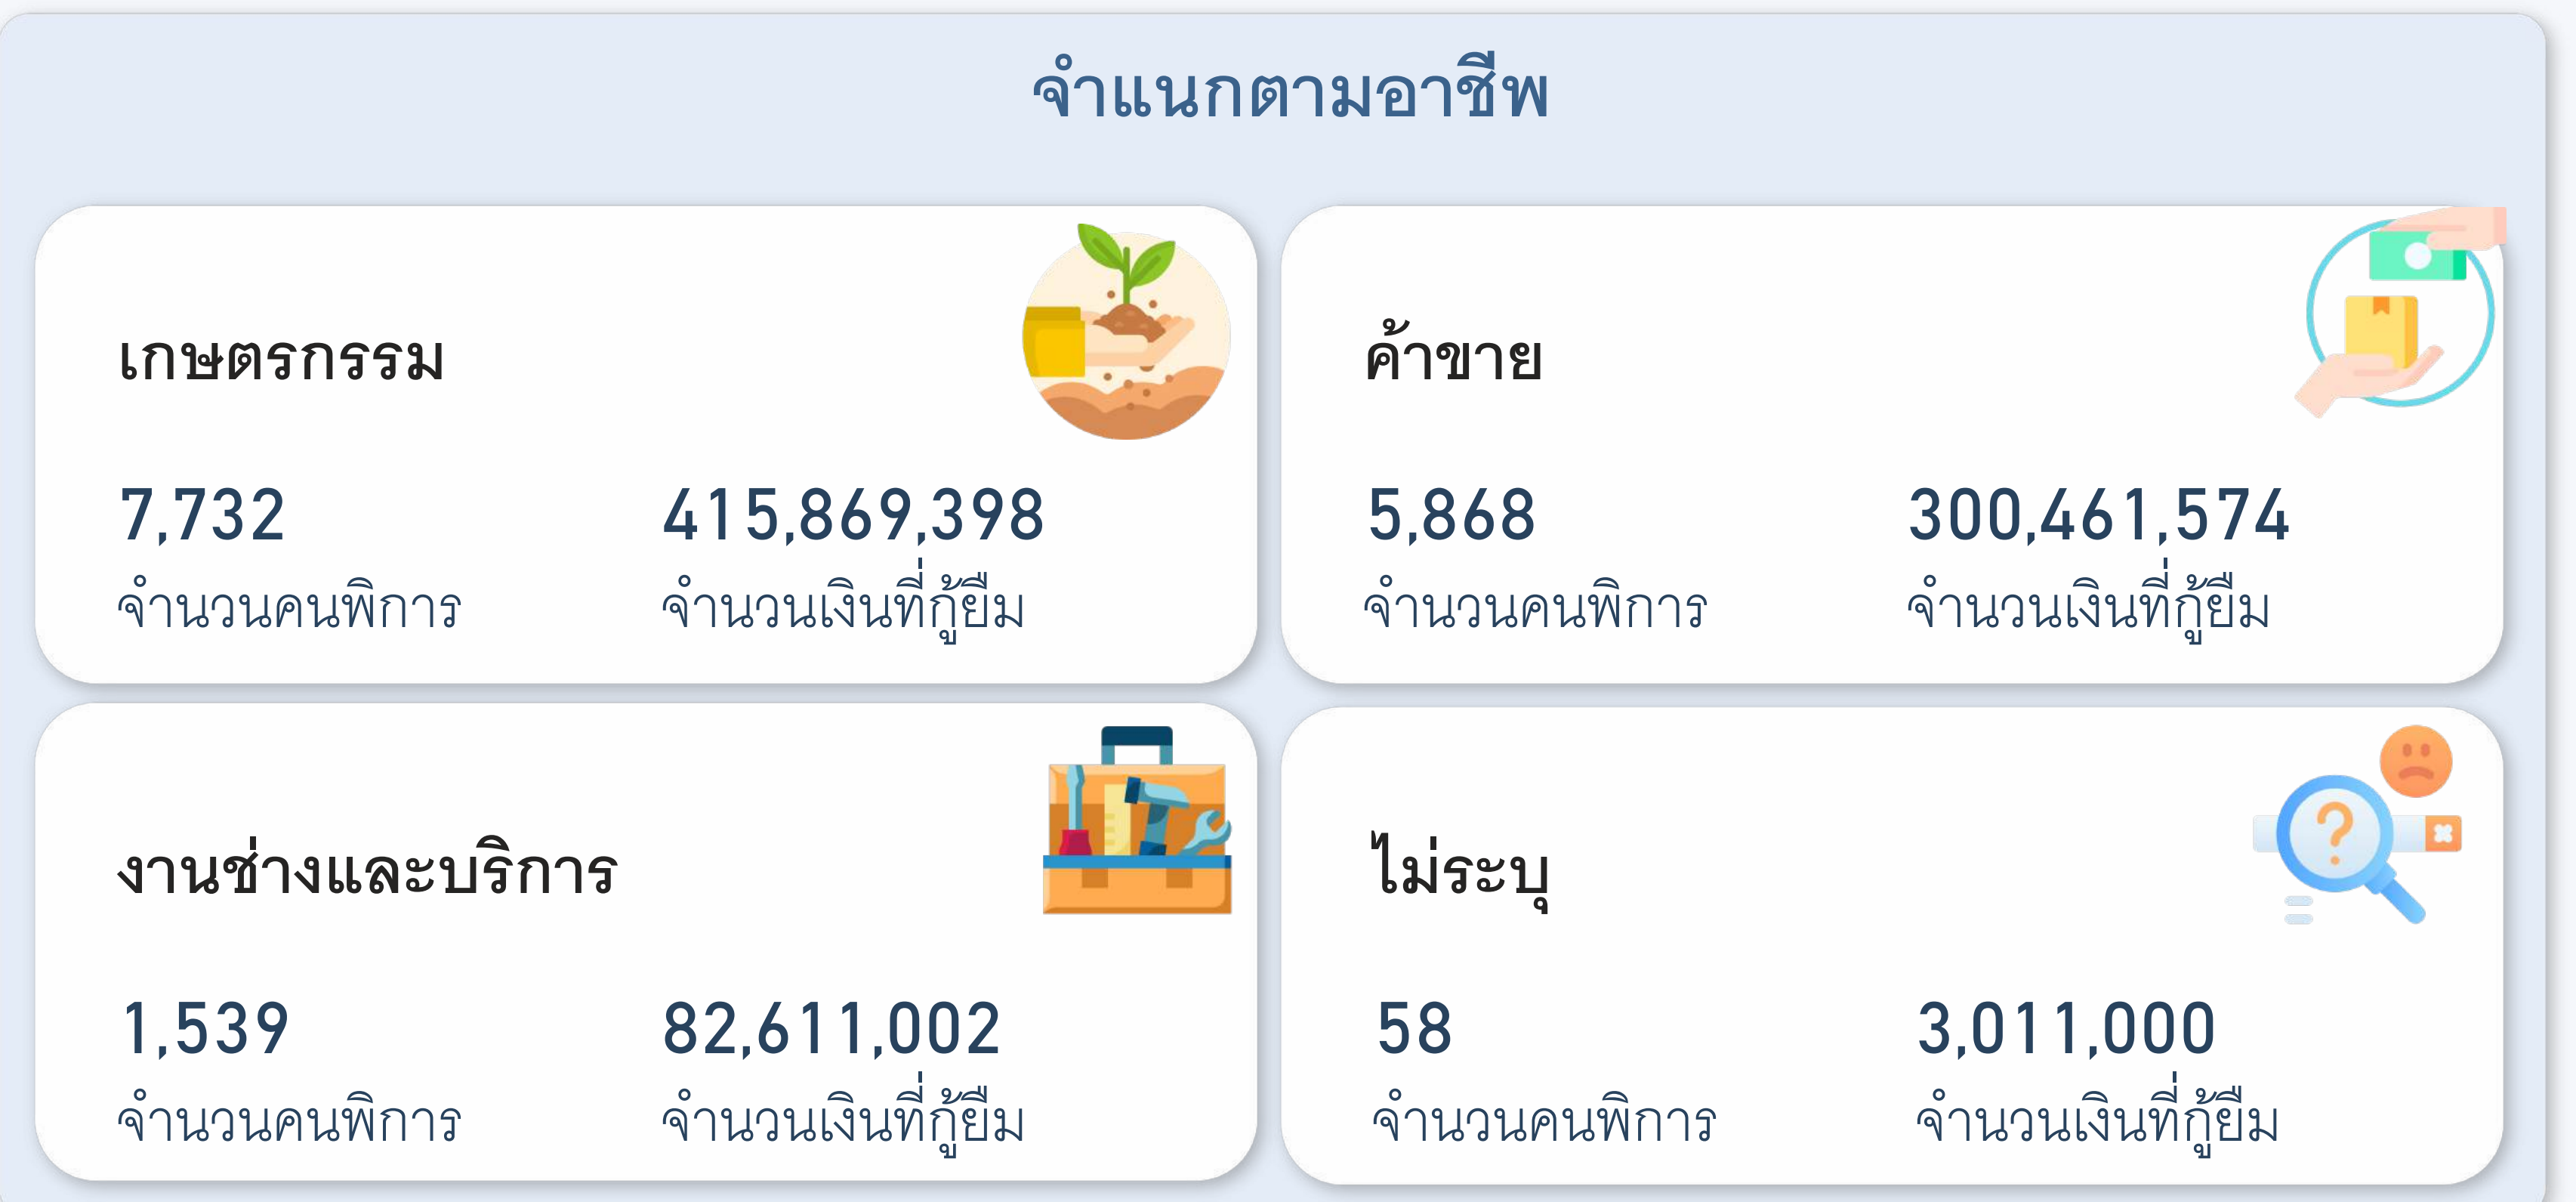 จำแนกตามอาชีพ
เกษตรกรรม
7,732
415,869,398
จำนวนคนพิการ
จำนวนเงินที่กู้ยืม
ค้าขาย
5,868
300,461,574
จำนวนคนพิการ
จำนวนเงินที่กู้ยืม
งานช่างและบริการ
1,539
82,611,002
จำนวนคนพิการ
จำนวนเงินที่กู้ยืม
ไม่ระบุ
58
3,011,000
จำนวนคนพิการ
จำนวนเงินที่กู้ยืม